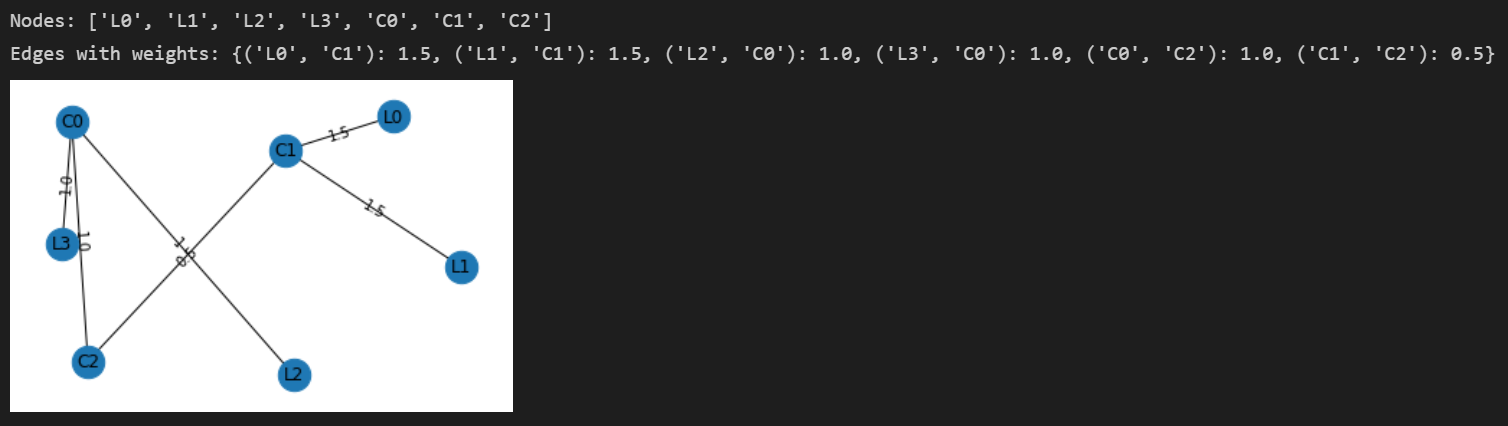 Nodes: ['L0', 'L1', 'L2', 'L3', 'C0', 'C1', 'C2']
Edges with weights: {('L0', 'C1'): 1.5, ('L1', 'C1'): 1.5, ('L2', 'C0'): 1.0, ('L3', 'C0'): 1.0, ('C0', 'C2'): 1.0, ('C1', 'C2'): 0.5}
C0
L0
1.5
C1
1.0
1.5
L3
1.0
L1
C2
L2